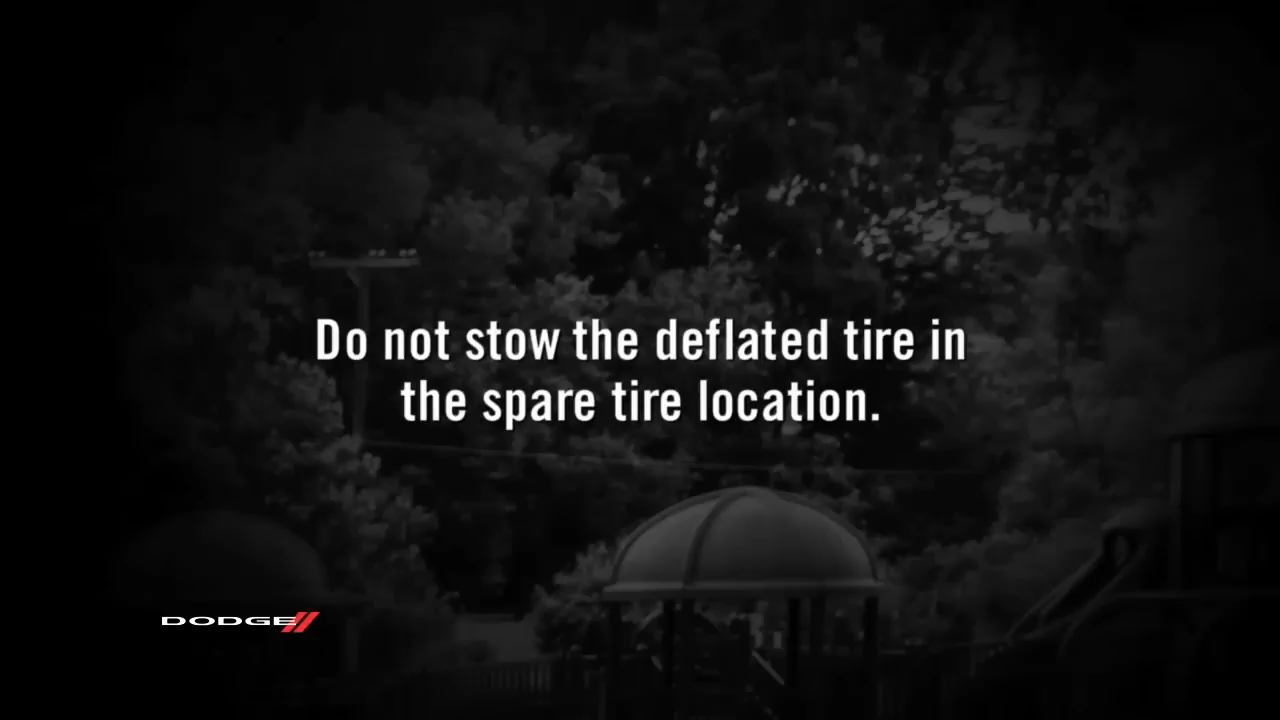 Do not stow the deflated tire in
the spare tire location.
DODGE